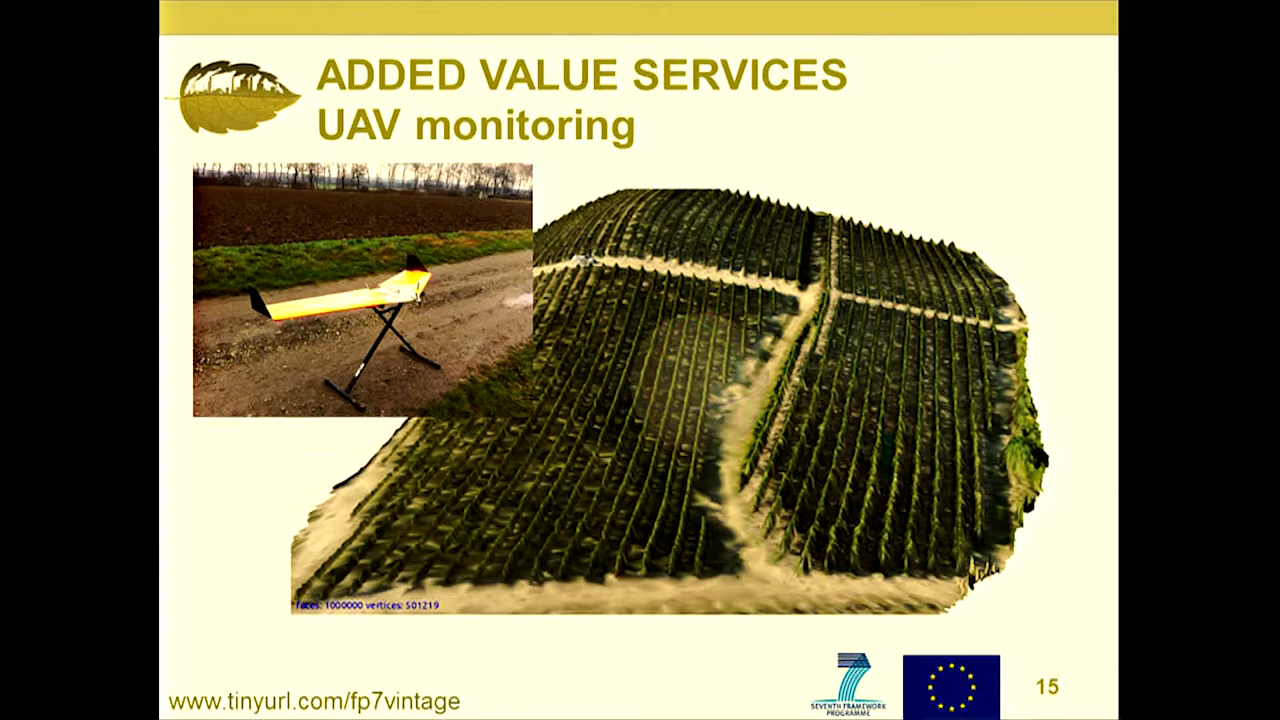 ADDED VALUE SERVICES
UAV monitoring
faces: 1000000 vertices: 501219
SEVENTH FRAMEWORK
PROGRAMME
www.tinyurl.com/fp7vintage
15